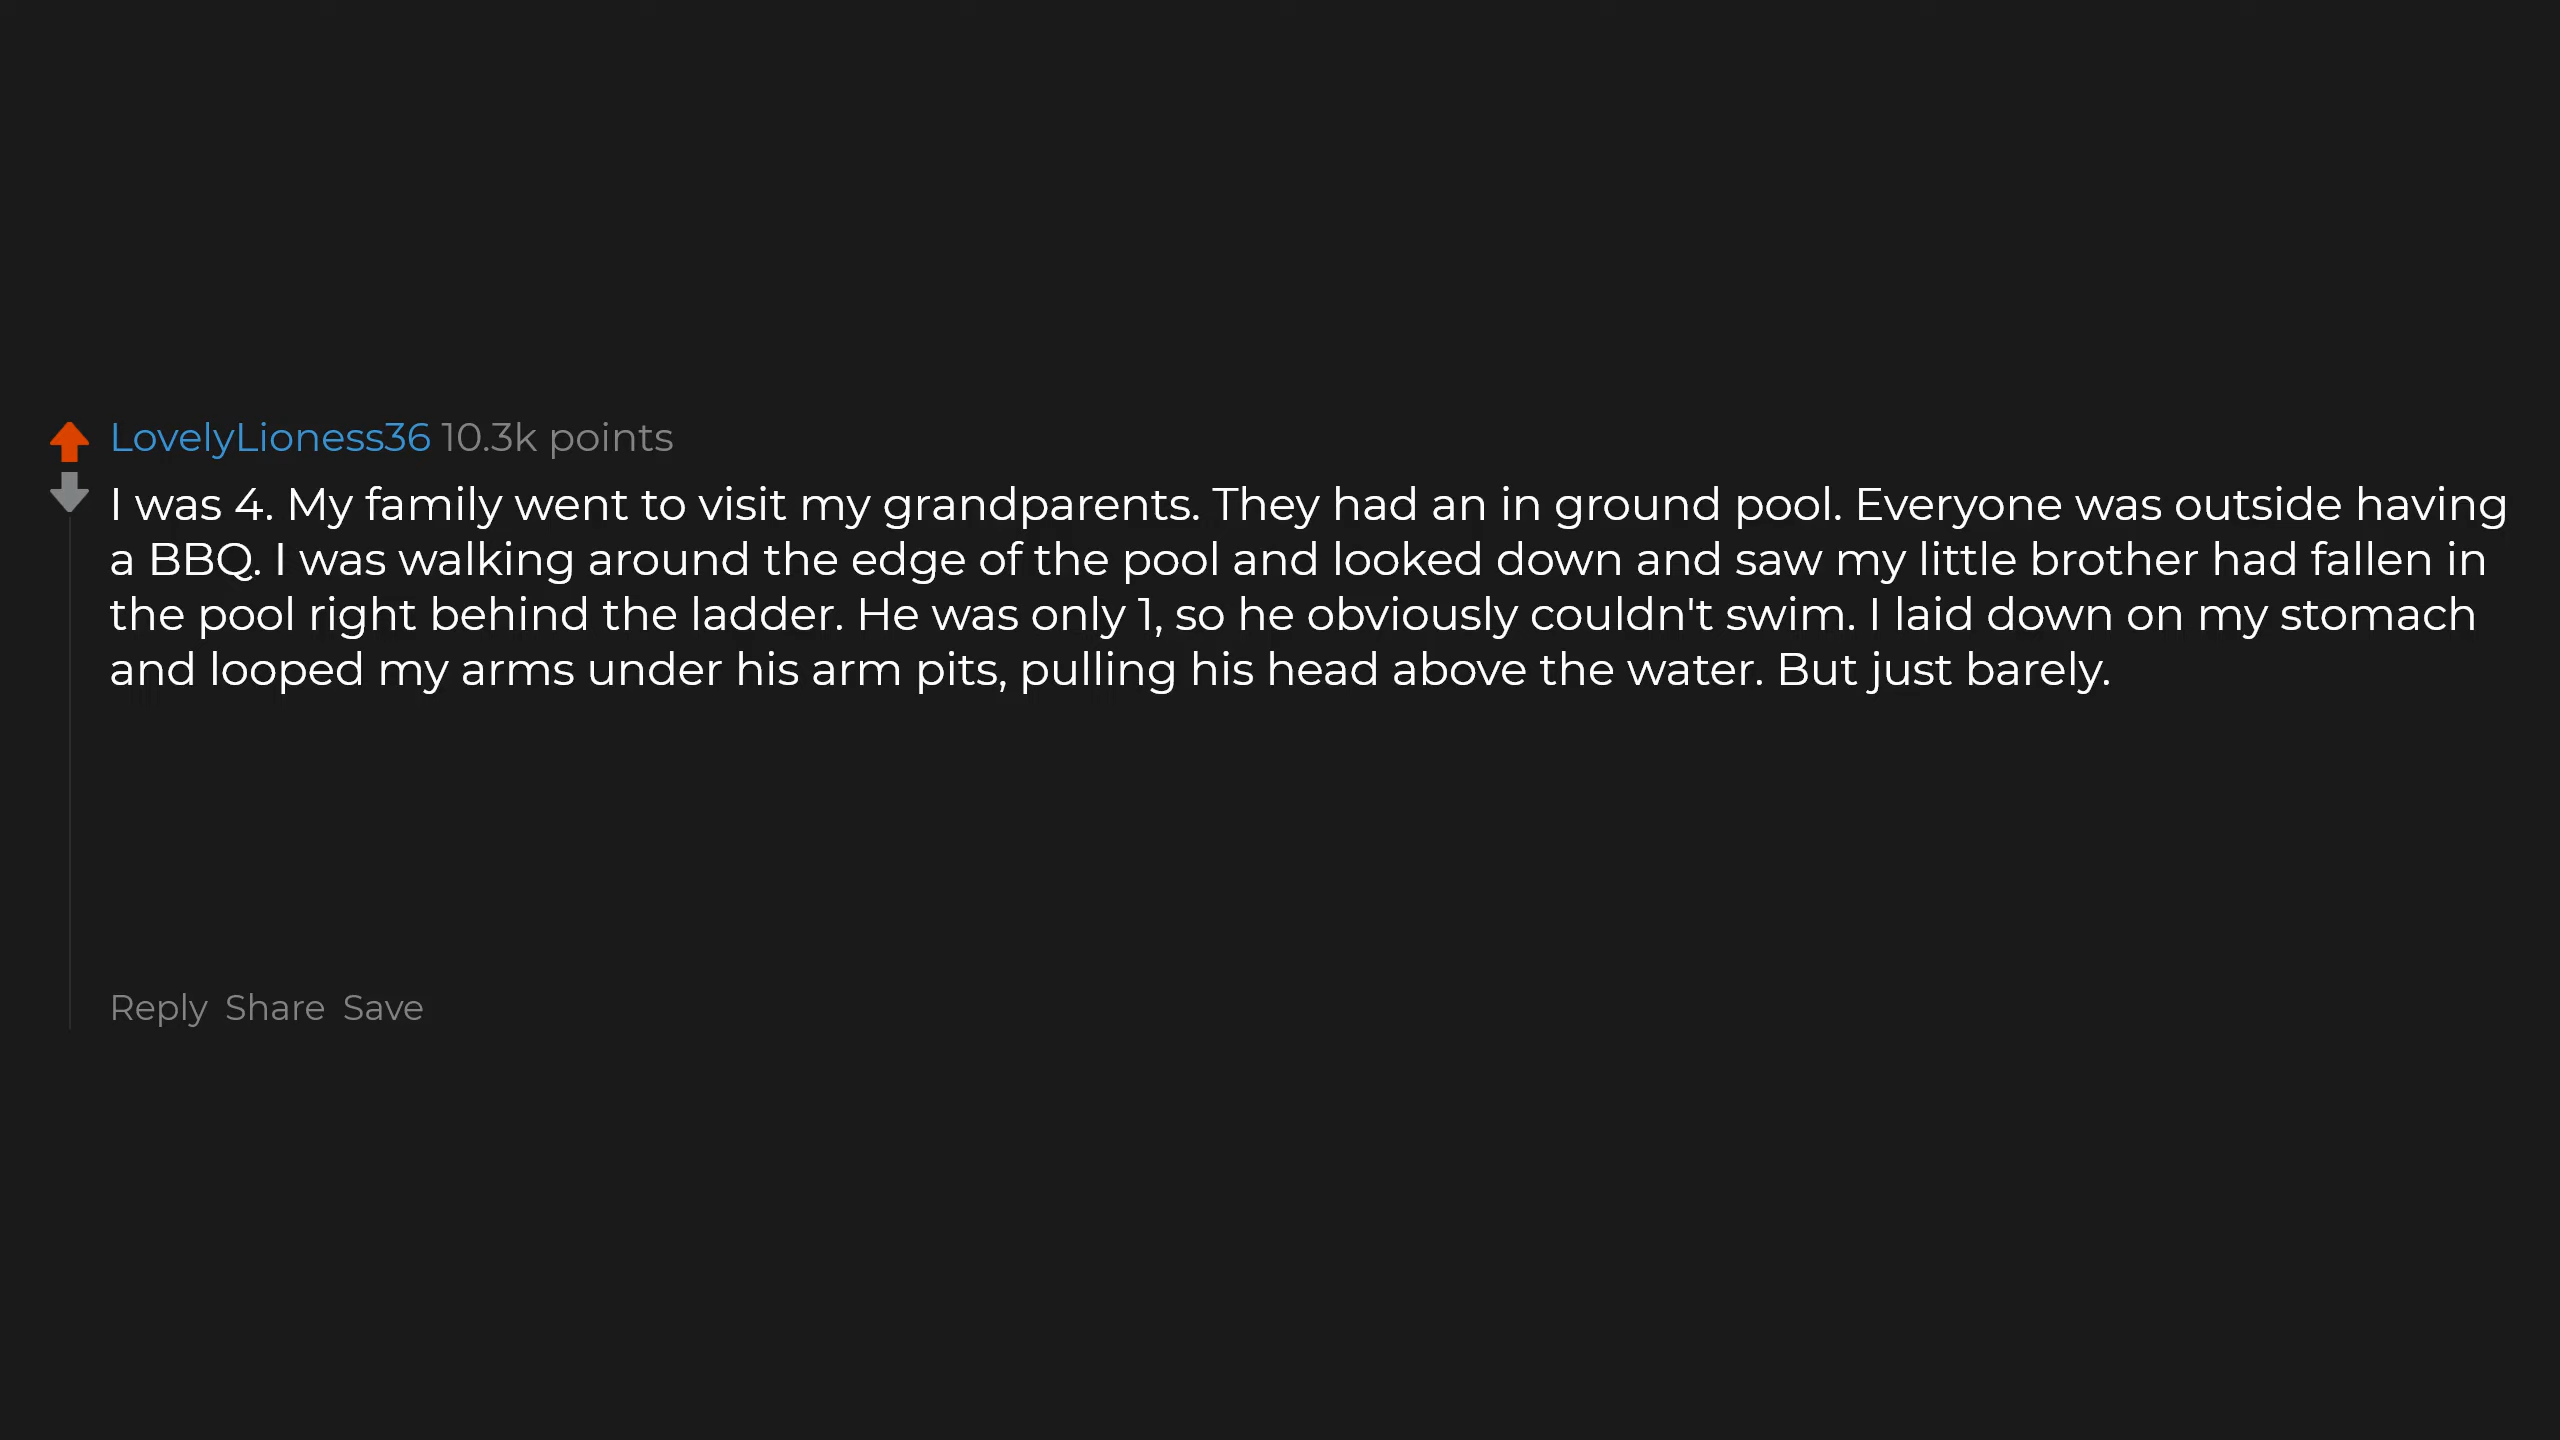 LovelyLioness36 10.3k points
I was 4. My family went to visit my grandparents. They had an in ground pool. Everyone was outside having
a BBQ. I was walking around the edge of the pool and looked down and saw my little brother had fallen in
the pool right behind the ladder. He was only 1, so he obviously couldn't swim. I laid down on my stomach
and looped my arms under his arm pits, pulling his head above the water. But just barely.
Reply Share Save